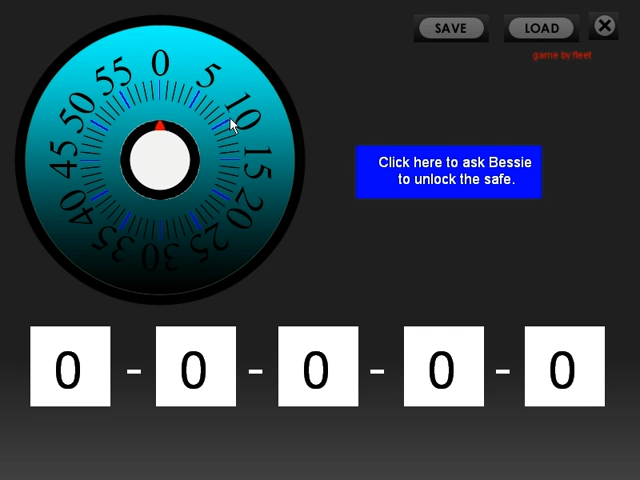 SAVE LOAD
game by fleet
0 5 10 15 20 25 30 35 40 45 50 55
Click here to ask Bessie
to unlock the safe.
0 - 0 - 0 - 0 - 0